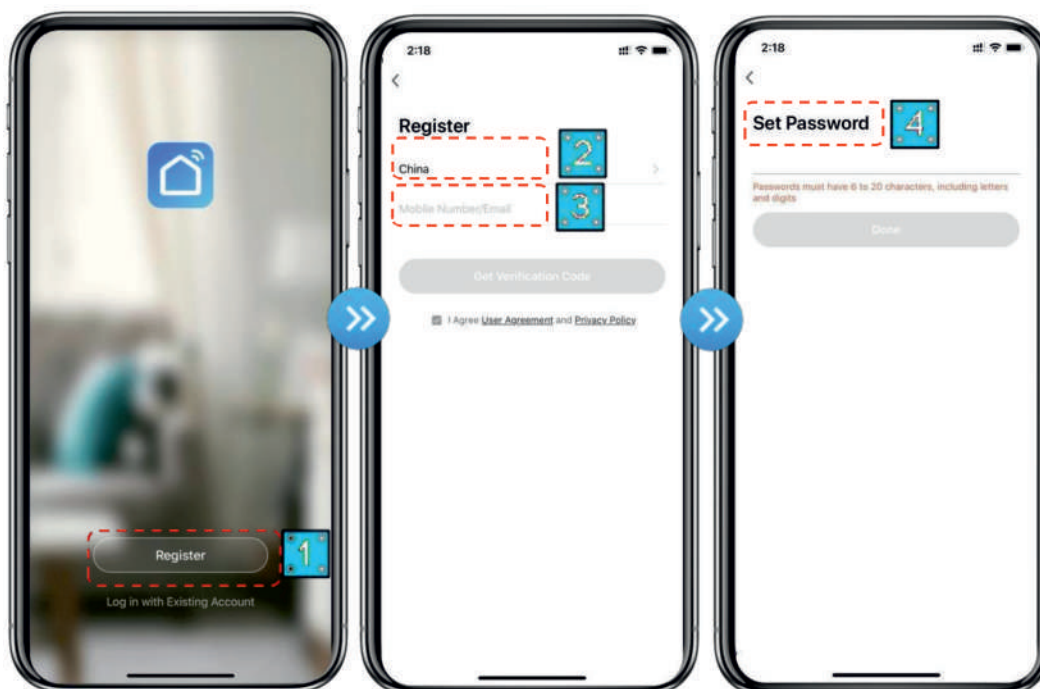 Register
1
Log in with Existing Account
2:18
Register
China
2
Mobile Number/Email
3
Get Verification Code
I Agree User Agreement and Privacy Policy
2:18
Set Password
4
Passwords must have 6 to 20 characters, including letters
and digits
Done